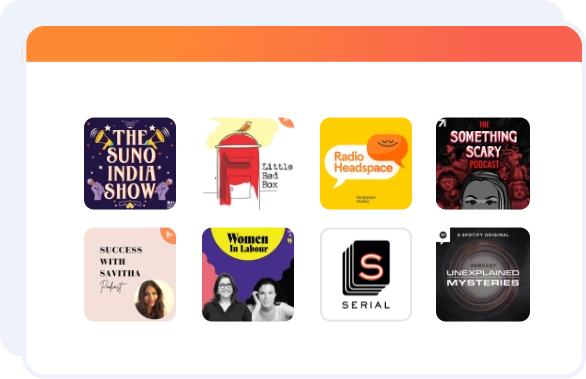 THE
SUNO
INDIA
SHOW
Little
Red
Box
Radio
Headspace
headspace
studios
THE
SOMETHING
SCARY
PODCAST
SUCCESS
WITH
SAVITHA
Podcast
Women
In Labour
S
SERIAL
A SPOTIFY ORIGINAL
PARCAST
UNEXPLAINED
MYSTERIES